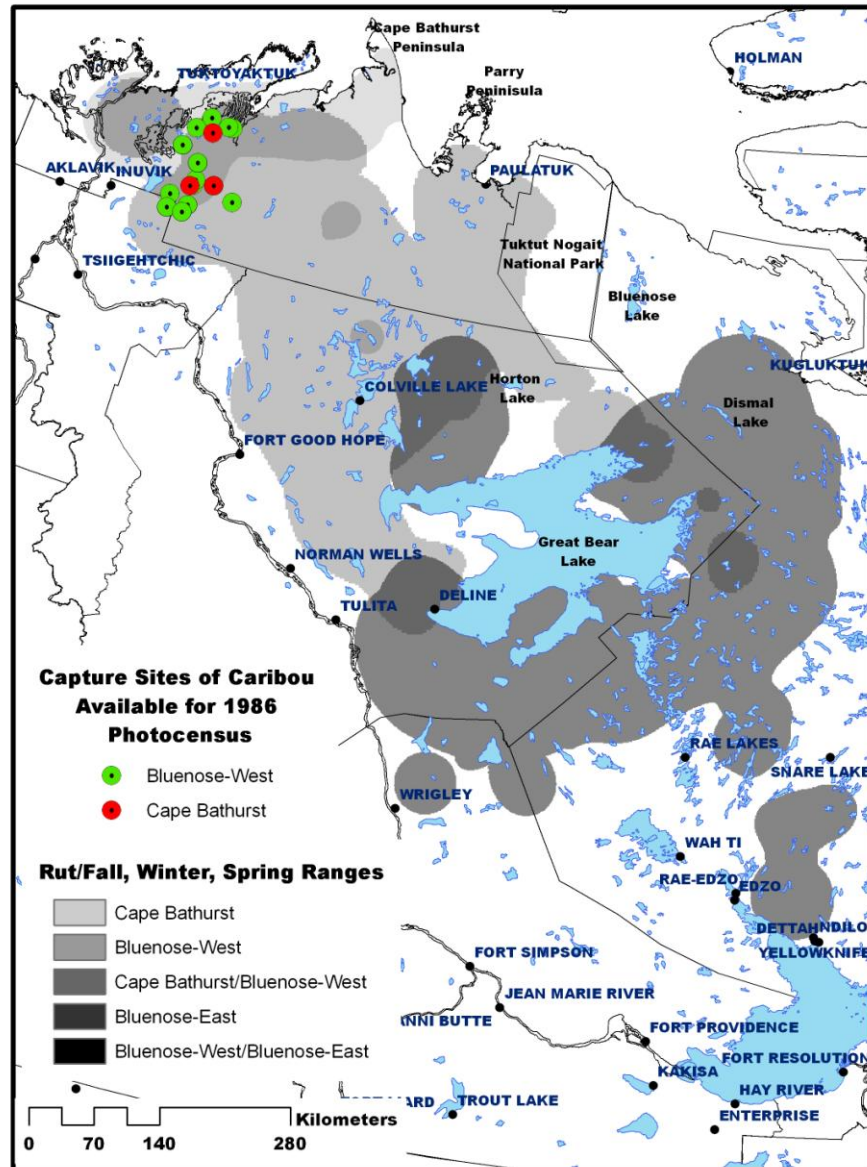 Cape Bathurst
Peninsula
HOLMAN
TUKTOYAKTUK
Parry
Peninisula
AKLAVIK
INUVIK
PAULATUK
Tuktut Nogait
National Park
TSIIGEHTCHIC
Bluenose
Lake
KUGLUKTUK
Horton
Lake
COLVILLE LAKE
Dismal
Lake
FORT GOOD HOPE
Great Bear
Lake
NORMAN WELLS
DELINE
TULITA
Capture Sites of Caribou
Available for 1986
Photocensus
Bluenose-West
Cape Bathurst
RAE LAKES
SNARE LAKE
WRIGLEY
WAH TI
Rut/Fall, Winter, Spring Ranges
Cape Bathurst
Bluenose-West
Cape Bathurst/Bluenose-West
Bluenose-East
Bluenose-West/Bluenose-East
RAE-EDZO
EDZO
DETTAH
NDILO
YELLOWKNIFE
FORT SIMPSON
JEAN MARIE RIVER
ANNI BUTTE
FORT PROVIDENCE
FORT RESOLUTION
KAKISA
HAY RIVER
ARD
TROUT LAKE
ENTERPRISE
Kilometers
0 70 140 280